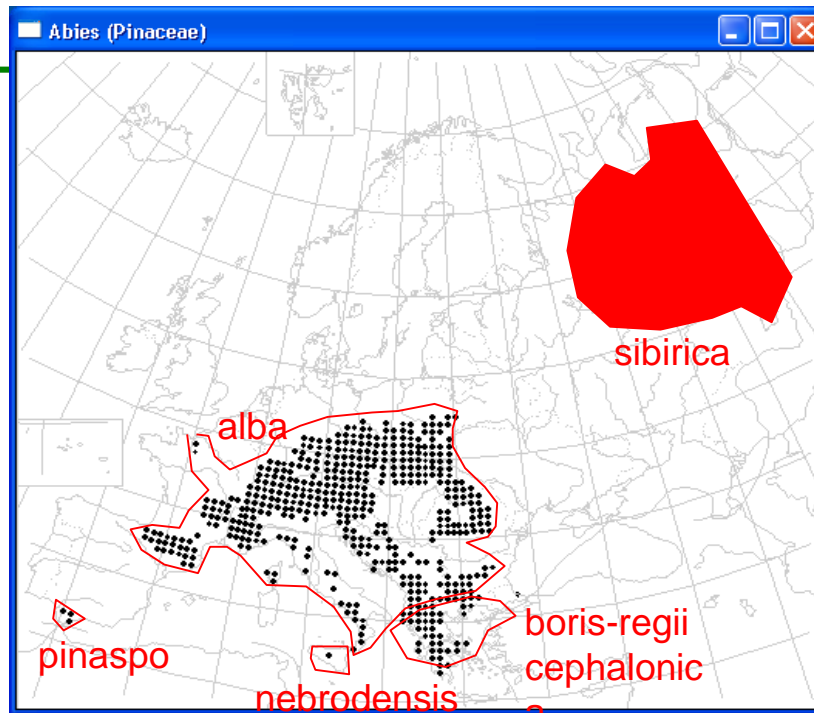 Abies (Pinaceae)
sibirica
alba
boris-regii
cephalonic
a
pinaspo
nebrodensis